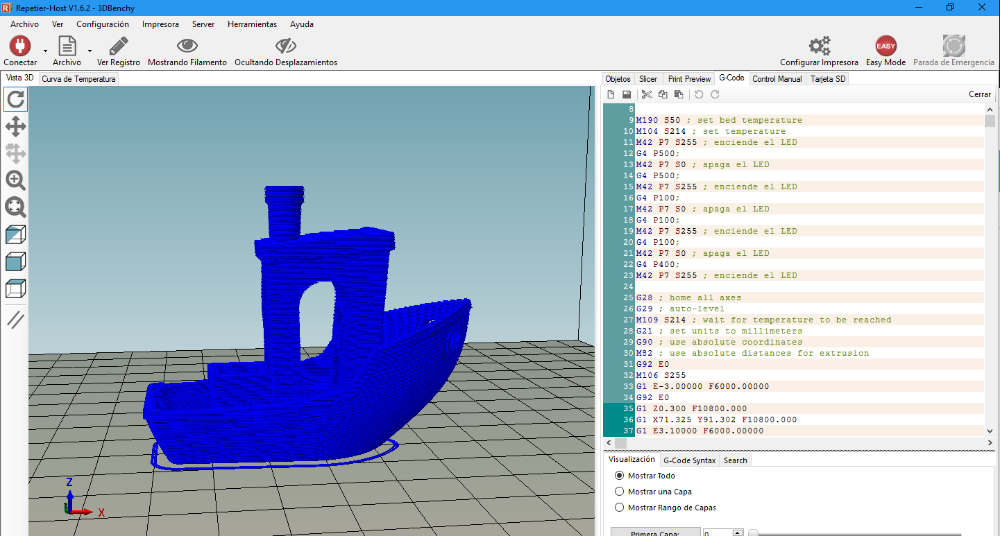 Repetier-Host V1.6.2 - 3DBenchy
Archivo Ver Configuración Impresora Server Herramientas Ayuda
Conectar Archivo Ver Registro Mostrando Filamento Ocultando Desplazamientos Configurar Impresora EASY Easy Mode Parada de Emergencia
Vista 3D Curva de Temperatura
Z
X
Objetos Slicer Print Preview G-Code Control Manual Tarjeta SD
Cerrar
8
9 M190 S50 ; set bed temperature
10 M104 S214 ; set temperature
11 M42 P7 S255 ; enciende el LED
12 G4 P500;
13 M42 P7 S0 ; apaga el LED
14 G4 P500;
15 M42 P7 S255 ; enciende el LED
16 G4 P100;
17 M42 P7 S0 ; apaga el LED
18 G4 P100;
19 M42 P7 S255 ; enciende el LED
20 G4 P100;
21 M42 P7 S0 ; apaga el LED
22 G4 P400;
23 M42 P7 S255 ; enciende el LED
24
25 G28 ; home all axes
26 G29 ; auto-level
27 M109 S214 ; wait for temperature to be reached
28 G21 ; set units to millimeters
29 G90 ; use absolute coordinates
30 M82 ; use absolute distances for extrusion
31 G92 E0
32 M106 S255
33 G1 E-3.00000 F6000.00000
34 G92 E0
35 G1 Z0.300 F10800.000
36 G1 X71.325 Y91.302 F10800.000
37 G1 E3.10000 F6000.00000
Visualización G-Code Syntax Search
Mostrar Todo
Mostrar una Capa
Mostrar Rango de Capas
Primera Capa: 0